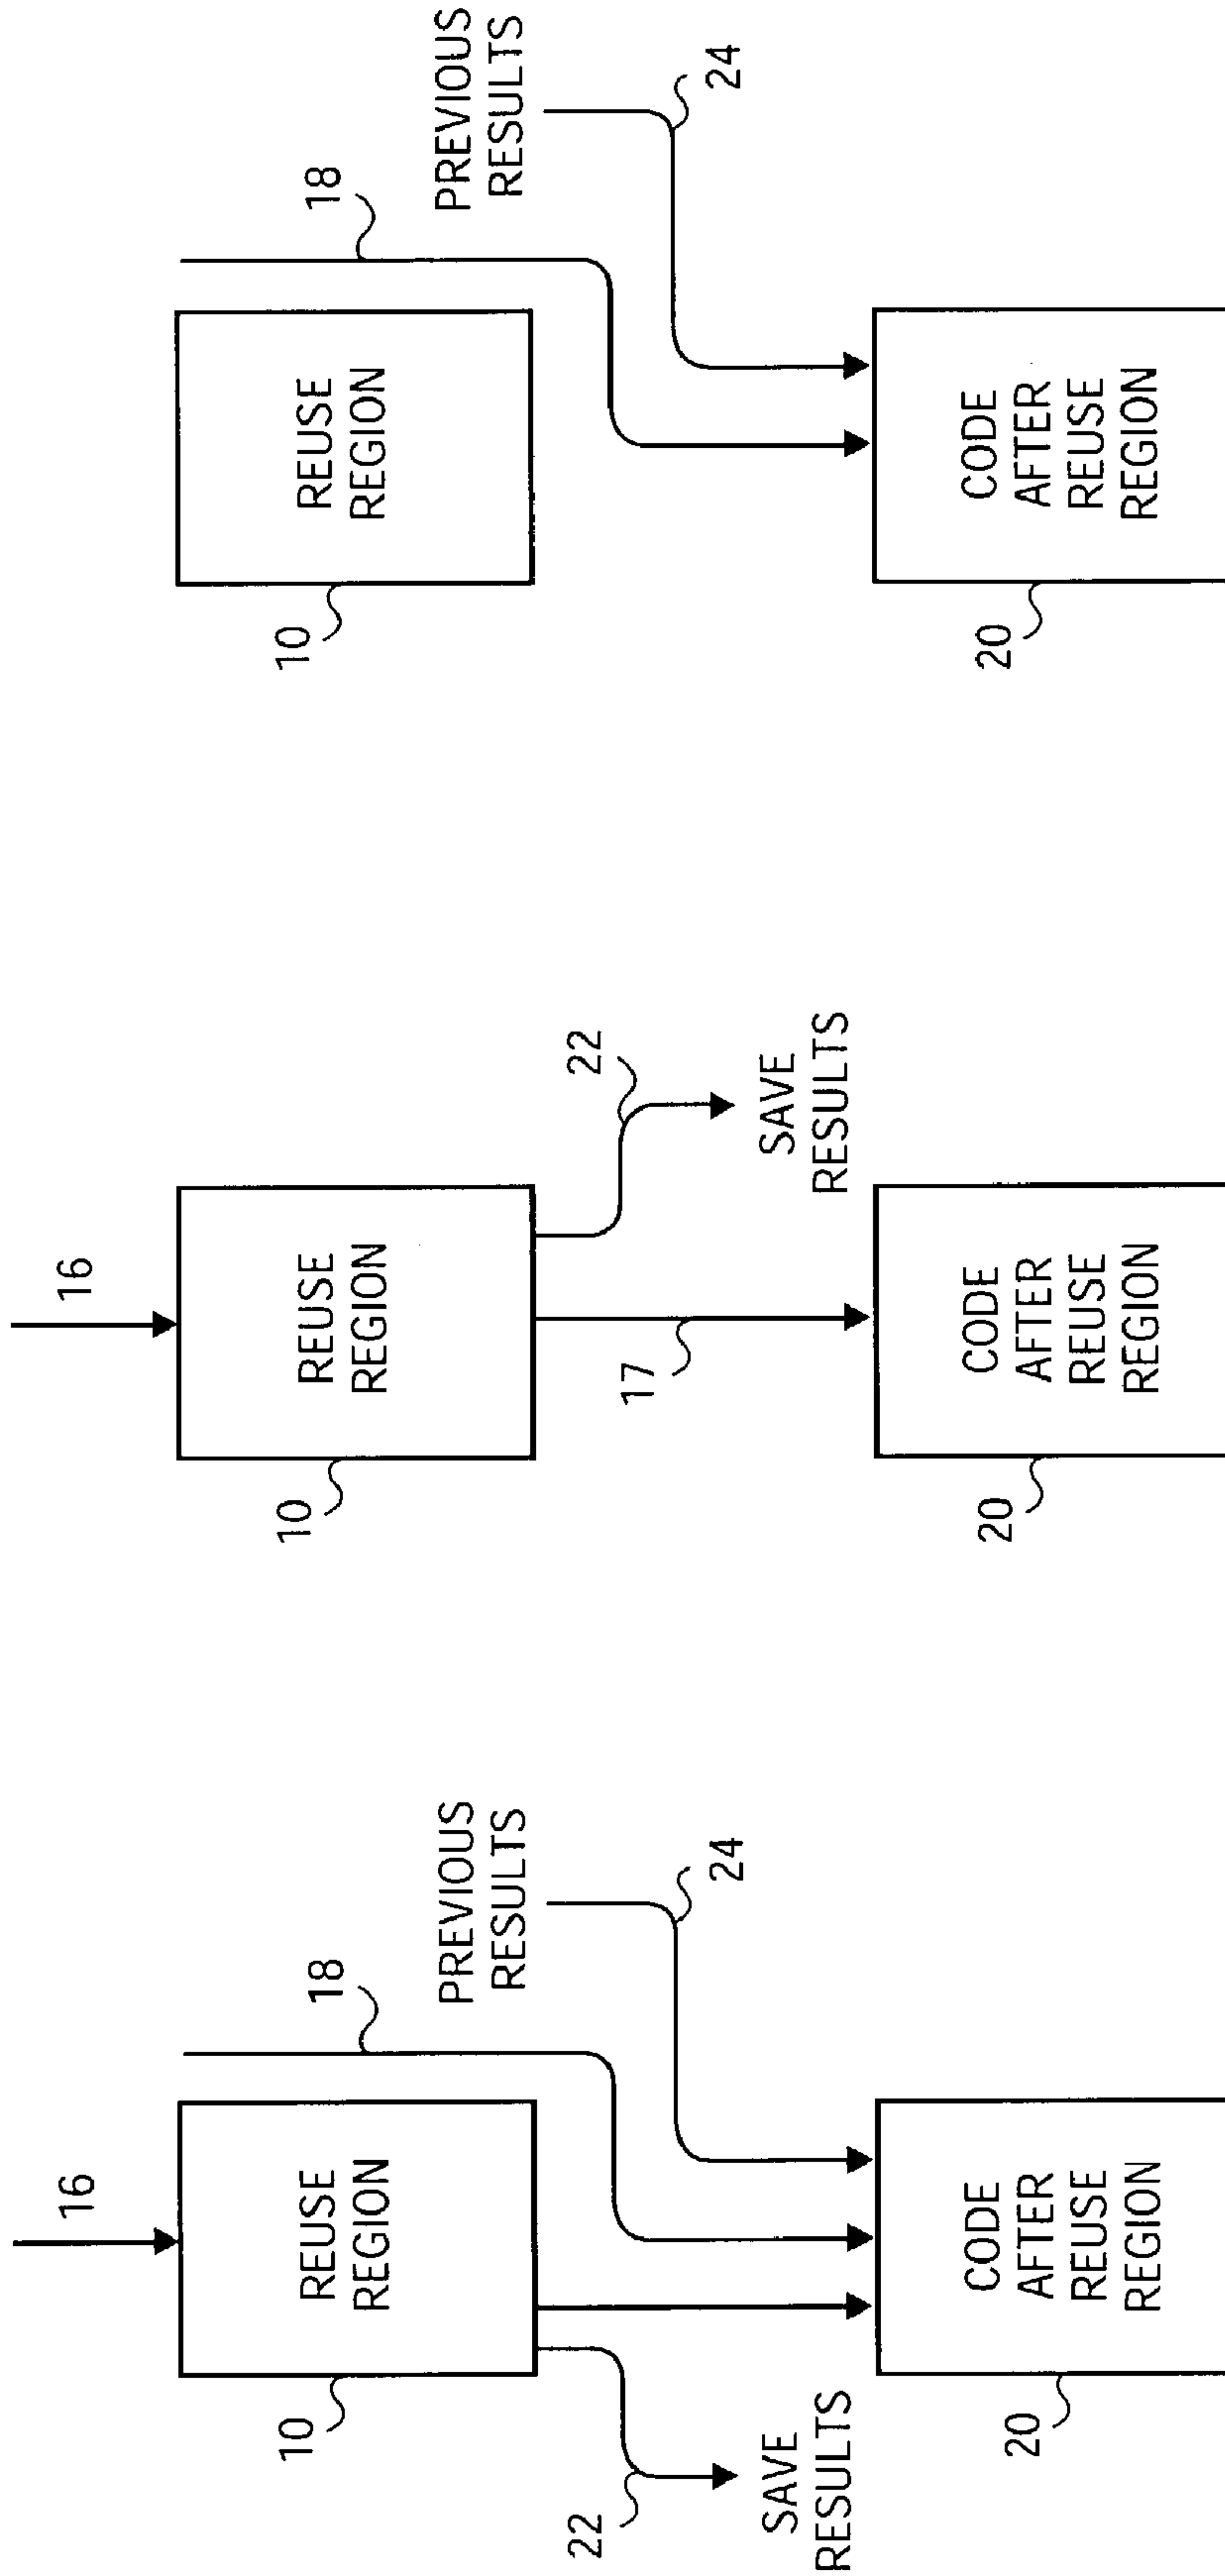 16
18
10
REUSE
REGION
PREVIOUS
RESULTS
24
22
SAVE
RESULTS
20
CODE
AFTER
REUSE
REGION
16
10
REUSE
REGION
17
22
SAVE
RESULTS
20
CODE
AFTER
REUSE
REGION
18
10
REUSE
REGION
PREVIOUS
RESULTS
24
20
CODE
AFTER
REUSE
REGION